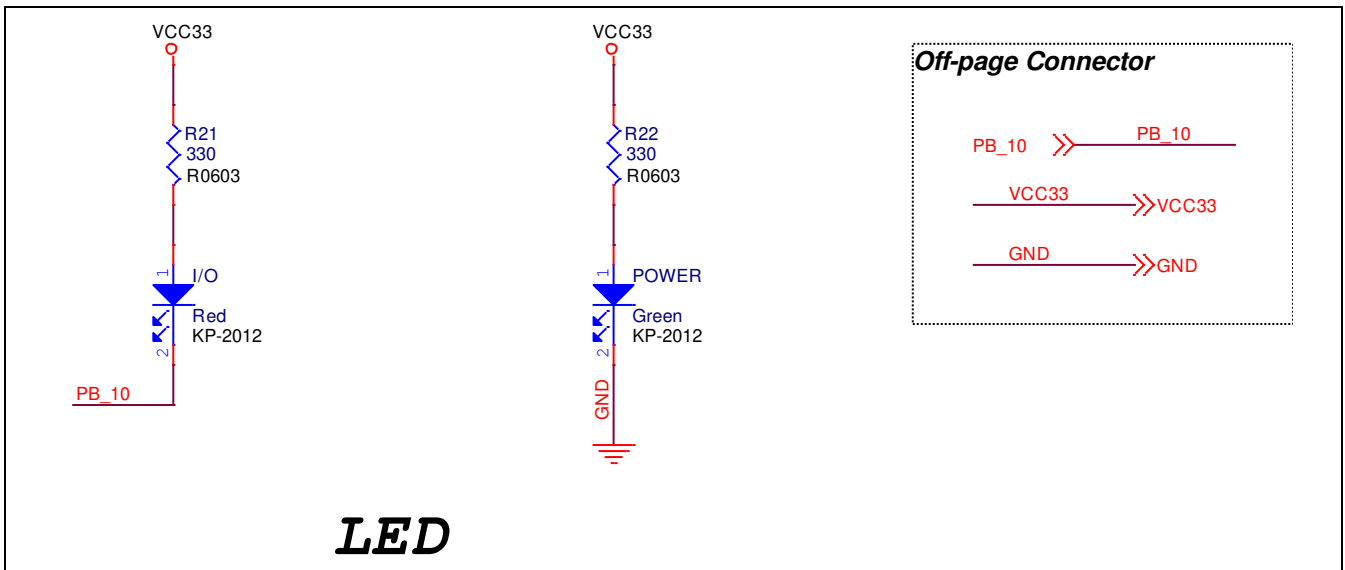 VCC33
R21
330
R0603
1
I/O
Red
KP-2012
2
PB_10
VCC33
R22
330
R0603
1
POWER
Green
KP-2012
2
GND
Off-page Connector
PB_10 PB_10
VCC33 VCC33
GND GND
LED